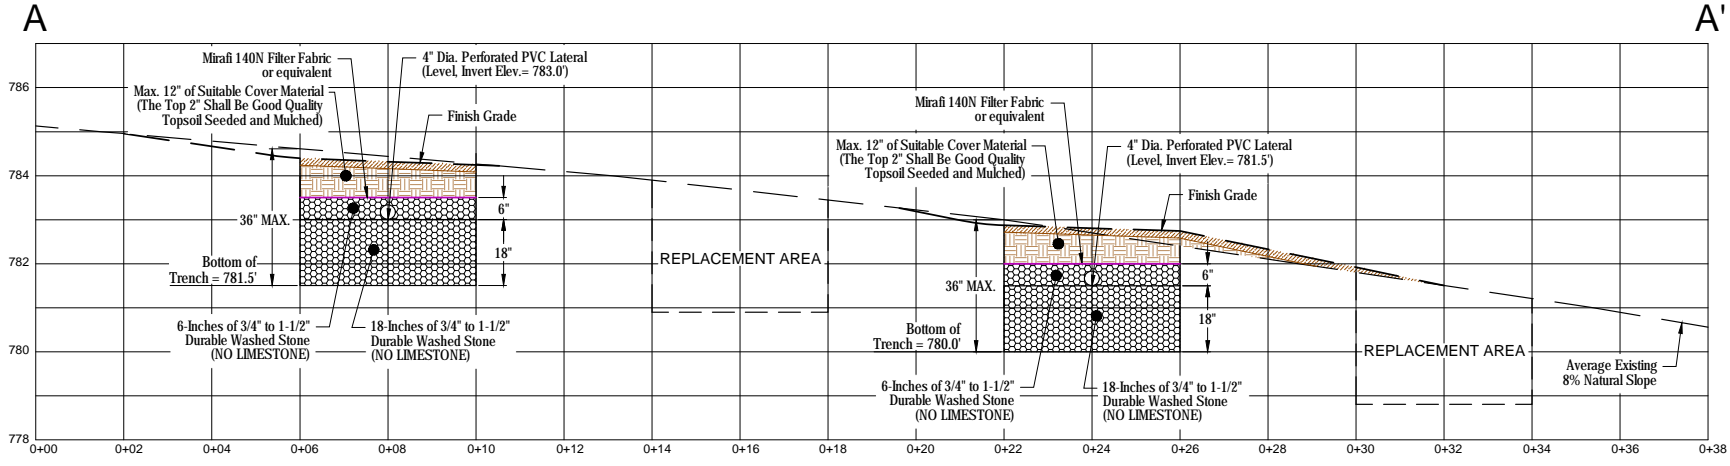 A
A'
Mirafi 140N Filter Fabric
or equivalent
4" Dia. Perforated PVC Lateral
(Level, Invert Elev.= 783.0')
Max. 12" of Suitable Cover Material
(The Top 2" Shall Be Good Quality
Topsoil Seeded and Mulched)
Finish Grade
36" MAX.
6"
18"
Bottom of
Trench = 781.5'
6-Inches of 3/4" to 1-1/2"
Durable Washed Stone
(NO LIMESTONE)
18-Inches of 3/4" to 1-1/2"
Durable Washed Stone
(NO LIMESTONE)
REPLACEMENT AREA
Mirafi 140N Filter Fabric
or equivalent
Max. 12" of Suitable Cover Material
(The Top 2" Shall Be Good Quality
Topsoil Seeded and Mulched)
4" Dia. Perforated PVC Lateral
(Level, Invert Elev.= 781.5')
Finish Grade
36" MAX.
6"
18"
Bottom of
Trench = 780.0'
6-Inches of 3/4" to 1-1/2"
Durable Washed Stone
(NO LIMESTONE)
18-Inches of 3/4" to 1-1/2"
Durable Washed Stone
(NO LIMESTONE)
REPLACEMENT AREA
Average Existing
8% Natural Slope
786
784
782
780
778
0+00 0+02 0+04 0+06 0+08 0+10 0+12 0+14 0+16 0+18 0+20 0+22 0+24 0+26 0+28 0+30 0+32 0+34 0+36 0+38